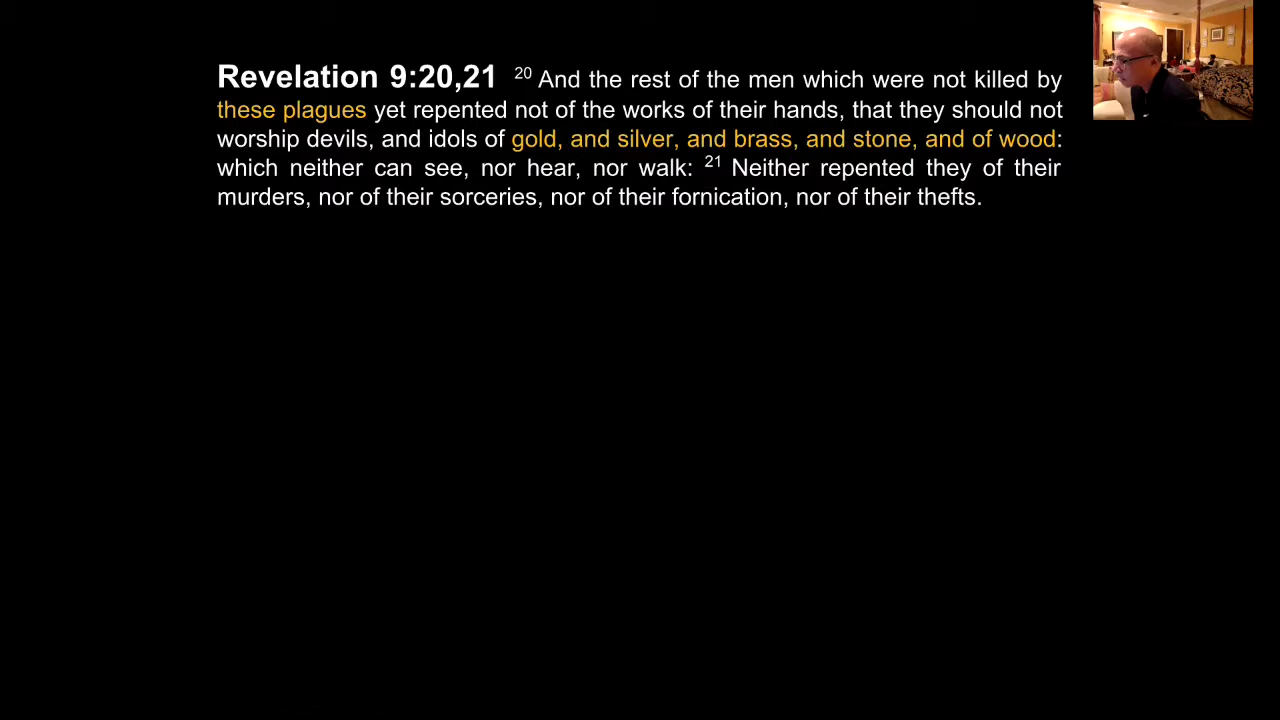 Revelation 9:20,21 20 And the rest of the men which were not killed by
these plagues yet repented not of the works of their hands, that they should not
worship devils, and idols of gold, and silver, and brass, and stone, and of wood:
which neither can see, nor hear, nor walk: 21 Neither repented they of their
murders, nor of their sorceries, nor of their fornication, nor of their thefts.